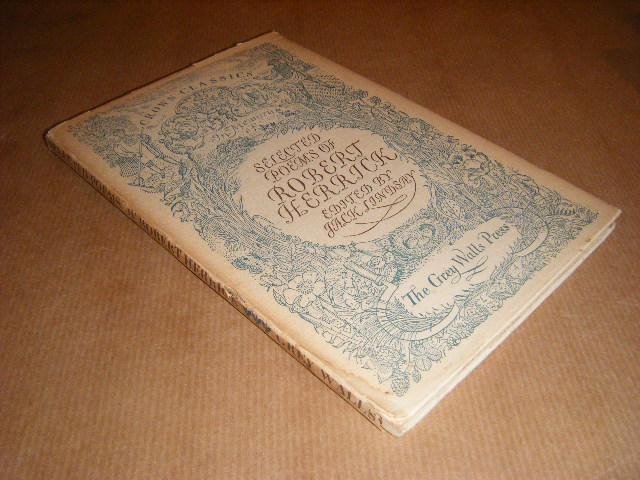 CROWN CLASSICS
SELECTED
POEMS OF
ROBERT
HERRICK
EDITED BY
JACK LINDSAY
The Grey Walls Press
POEMS
ROBERT HERRICK
GREY WALLS